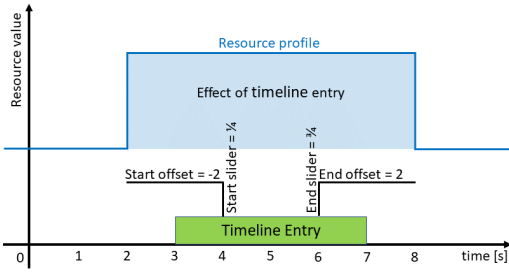 Resource value
Resource profile
Effect of timeline entry
Start slider = ¼
End slider = ¾
Start offset = -2
End offset = 2
Timeline Entry
0 1 2 3 4 5 6 7 8 time [s]